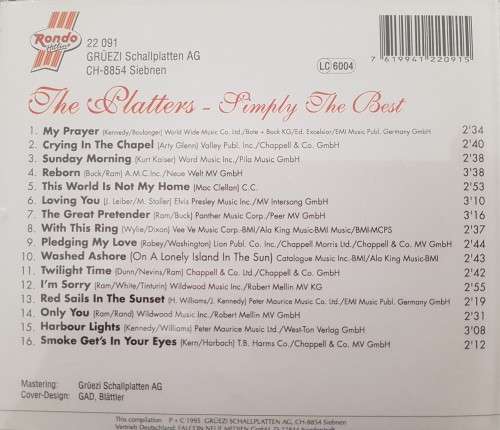 Rondo
Hitline
22 091
GRÜEZI Schallplatten AG
CH-8854 Siebnen
LC 6004
7 619941 220915
The Platters - Simply The Best
1. My Prayer (Kennedy/Boulanger) World Wide Music Co. Ltd./Bote + Bock KG/Ed. Excelsior/EMI Music Publ. Germany GmbH 2'34
2. Crying In The Chapel (Arty Glenn) Valley Publ. Inc./Chappell & Co. GmbH 2'40
3. Sunday Morning (Kurt Kaiser) Word Music Inc./Pila Music GmbH 2'38
4. Reborn (Buck/Ram) A.M.C.Inc./Neue Welt MV GmbH 3'38
5. This World Is Not My Home (Mac Clellan) C.C. 2'53
6. Loving You (J. Leiber/M. Stoller) Elvis Presley Music Inc./MV Intersong GmbH 3'10
7. The Great Pretender (Ram/Buck) Panther Music Corp./Peer MV GmbH 3'16
8. With This Ring (Wylie/Dixon) Vee Ve Music Corp.-BMI/Ala King Music-BMI Music/BMI-MCPS 2'37
9. Pledging My Love (Robey/Washington) Lion Publ. Co. Inc./Chappell Morris Ltd./Chappell & Co. MV GmbH 2'44
10. Washed Ashore (On A Lonely Island In The Sun) Catalogue Music Inc.-BMI/Ala King Music-BMI 2'43
11. Twilight Time (Dunn/Nevins/Ram) Chappell & Co. Ltd./Chappell & Co. GmbH 2'42
12. I'm Sorry (Ram/White/Tinturin) Wildwood Music Inc./Robert Mellin MV KG 2'55
13. Red Sails In The Sunset (H. Williams/J. Kennedy) Peter Maurice Music Co. Ltd./EMI Music Publ. Germany GmbH 2'19
14. Only You (Ram/Rand) Wildwood Music Inc./Robert Mellin MV GmbH 2'31
15. Harbour Lights (Kennedy/Williams) Peter Maurice Music Ltd./West-Ton Verlag GmbH 3'08
16. Smoke Get's In Your Eyes (Kern/Harbach) T.B. Harms Co./Chappell & Co. MV GmbH 2'12
Mastering: Grüezi Schallplatten AG
Cover-Design: GAD, Blättler
This compilation P + C 1995 GRÜEZI SCHALLPLATTEN AG, CH-8854 Siebnen
Vertrieb Deutschland: FALCON NEUE MEDIEN GmbH, D-